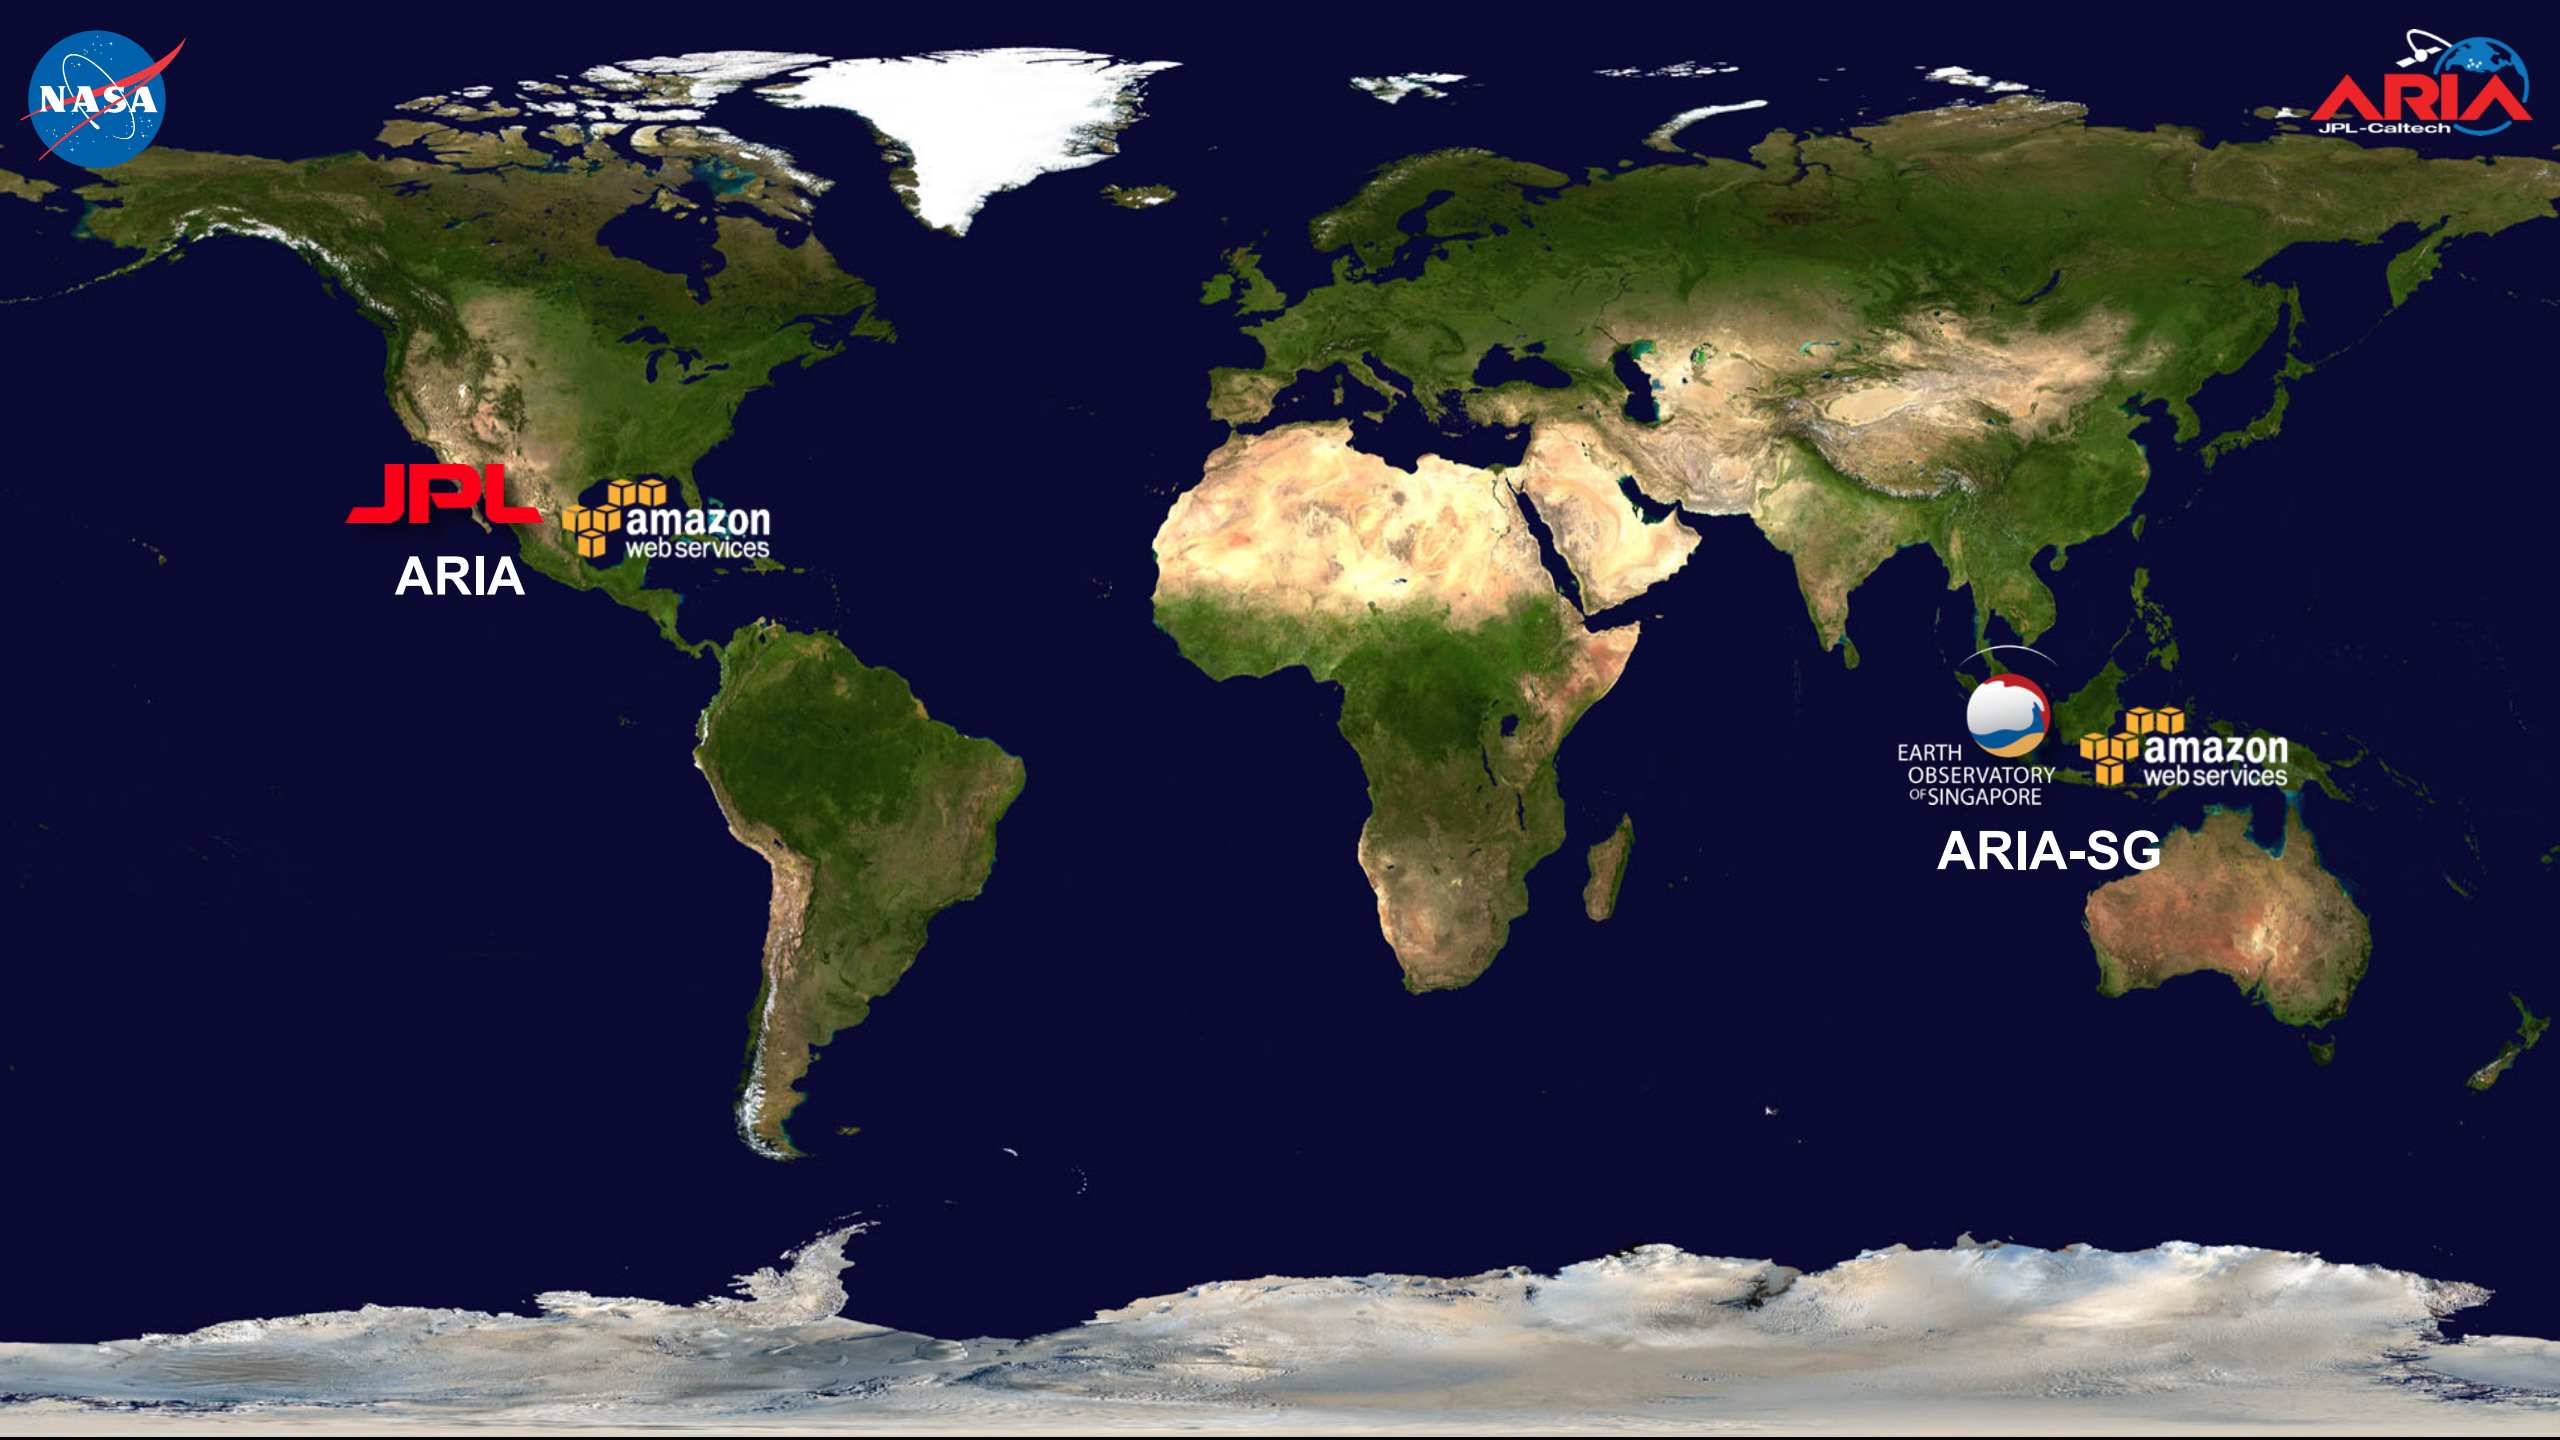 NASA
ARIA
JPL-Caltech
JPL
amazon
web services
ARIA
EARTH
OBSERVATORY
OF SINGAPORE
amazon
web services
ARIA-SG